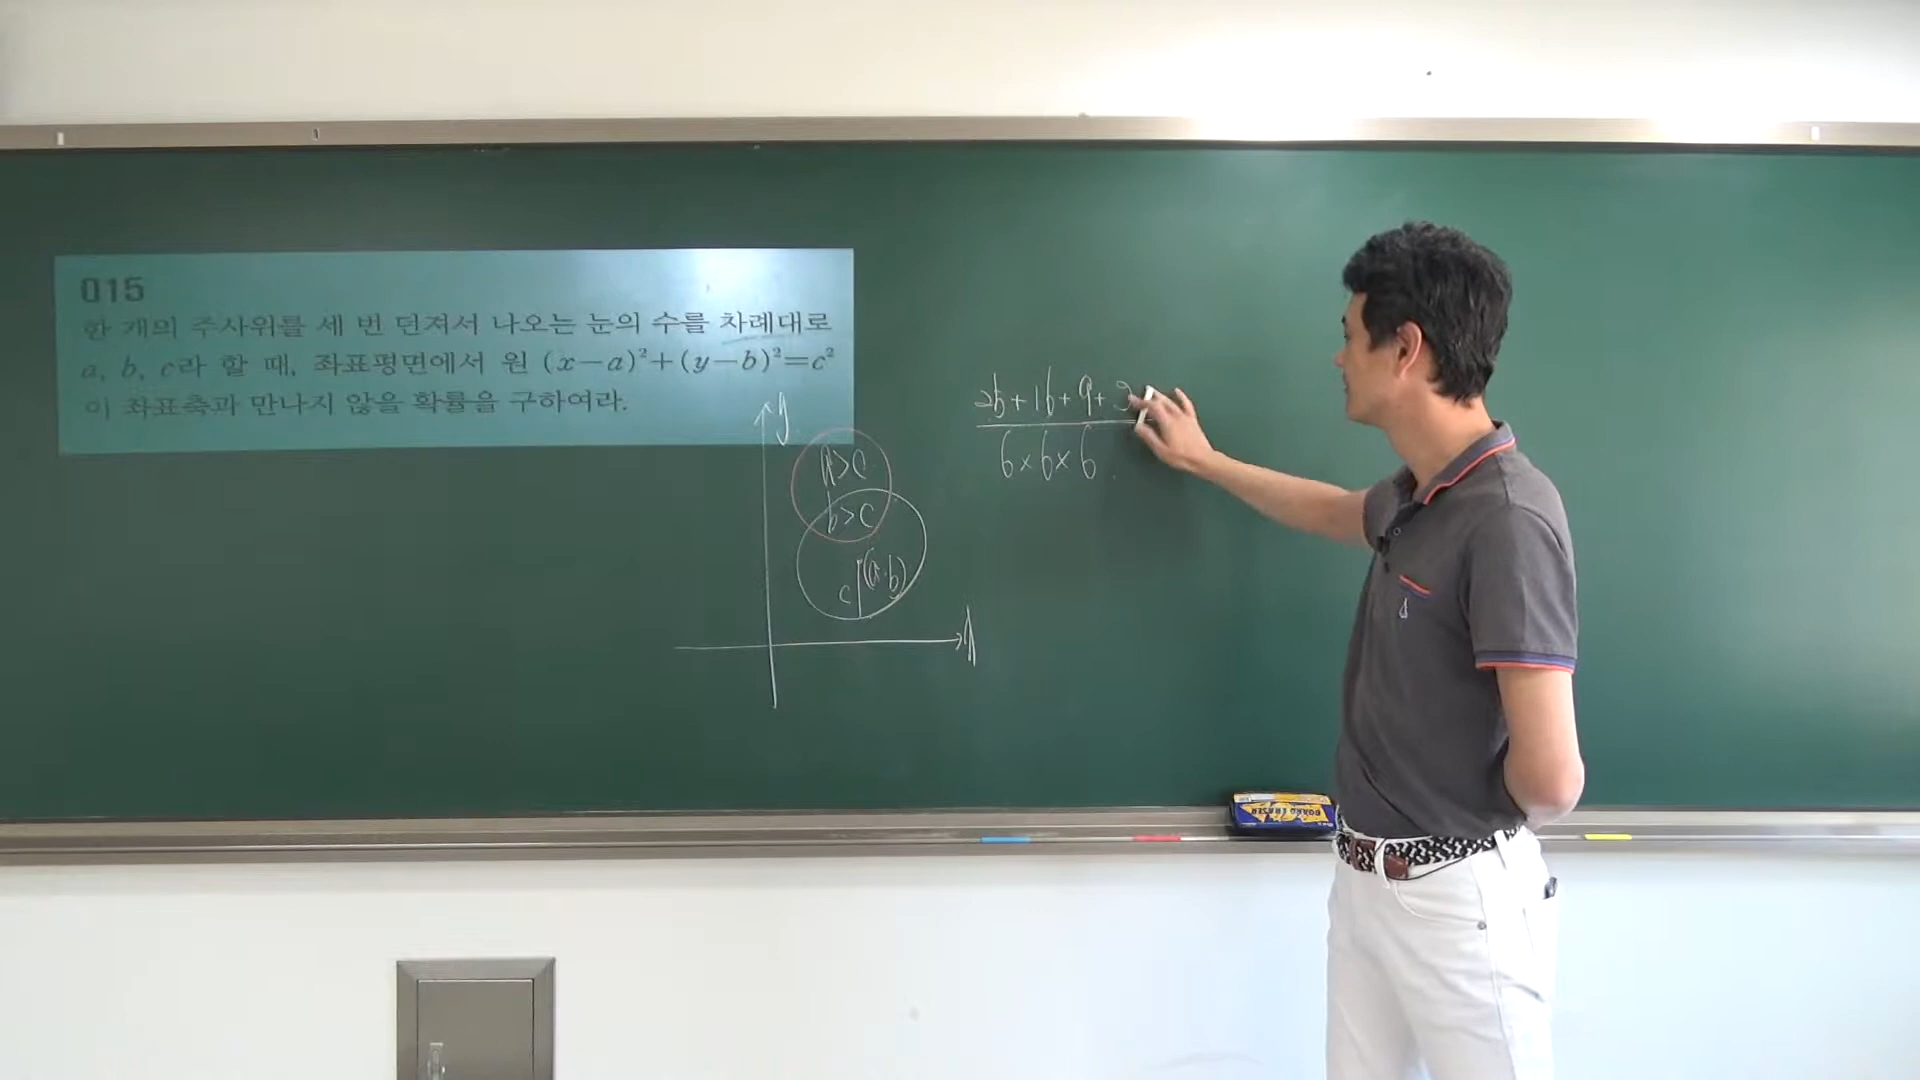 015
한 개의 주사위를 세 번 던져서 나오는 눈의 수를 차례대로
a, b, c라 할 때, 좌표평면에서 원 (x-a)²+(y-b)²=c²
이 좌표축과 만나지 않을 확률을 구하여라.
y
a>c
b>c
c (a, b)
x
25+16+9+
6×6×6
BOARD ERASER